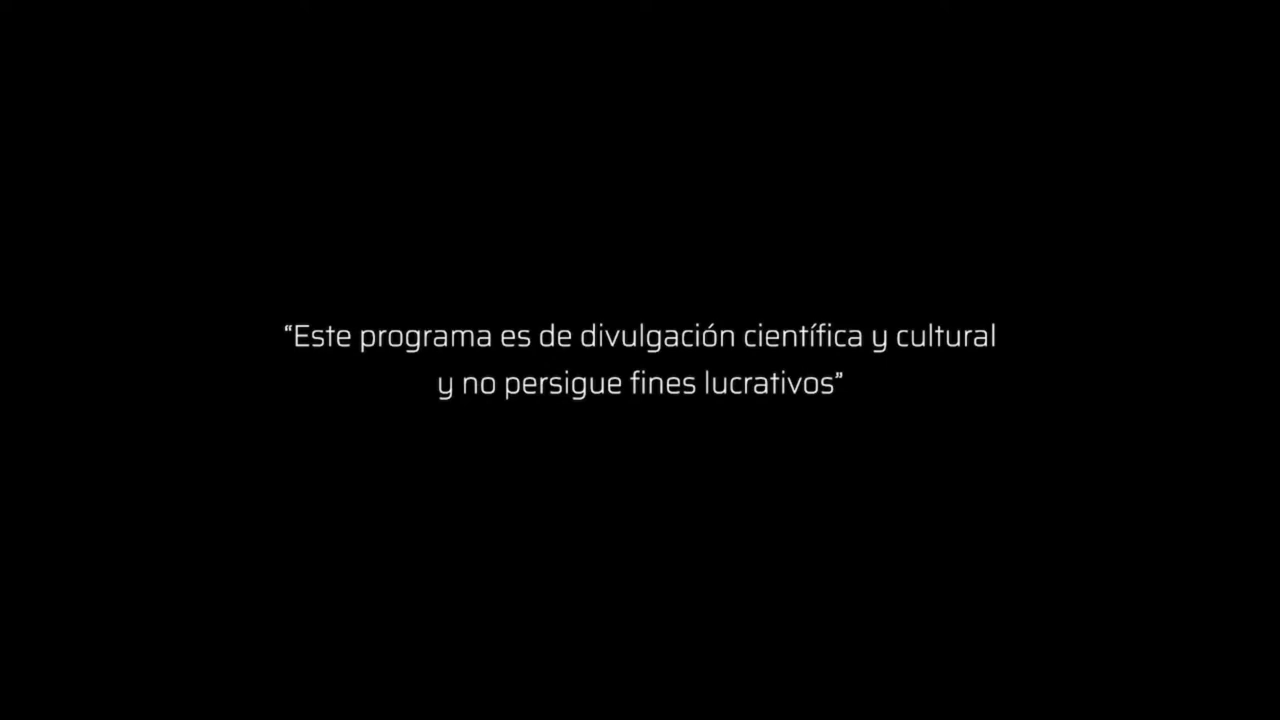 “Este programa es de divulgación científica y cultural
y no persigue fines lucrativos”